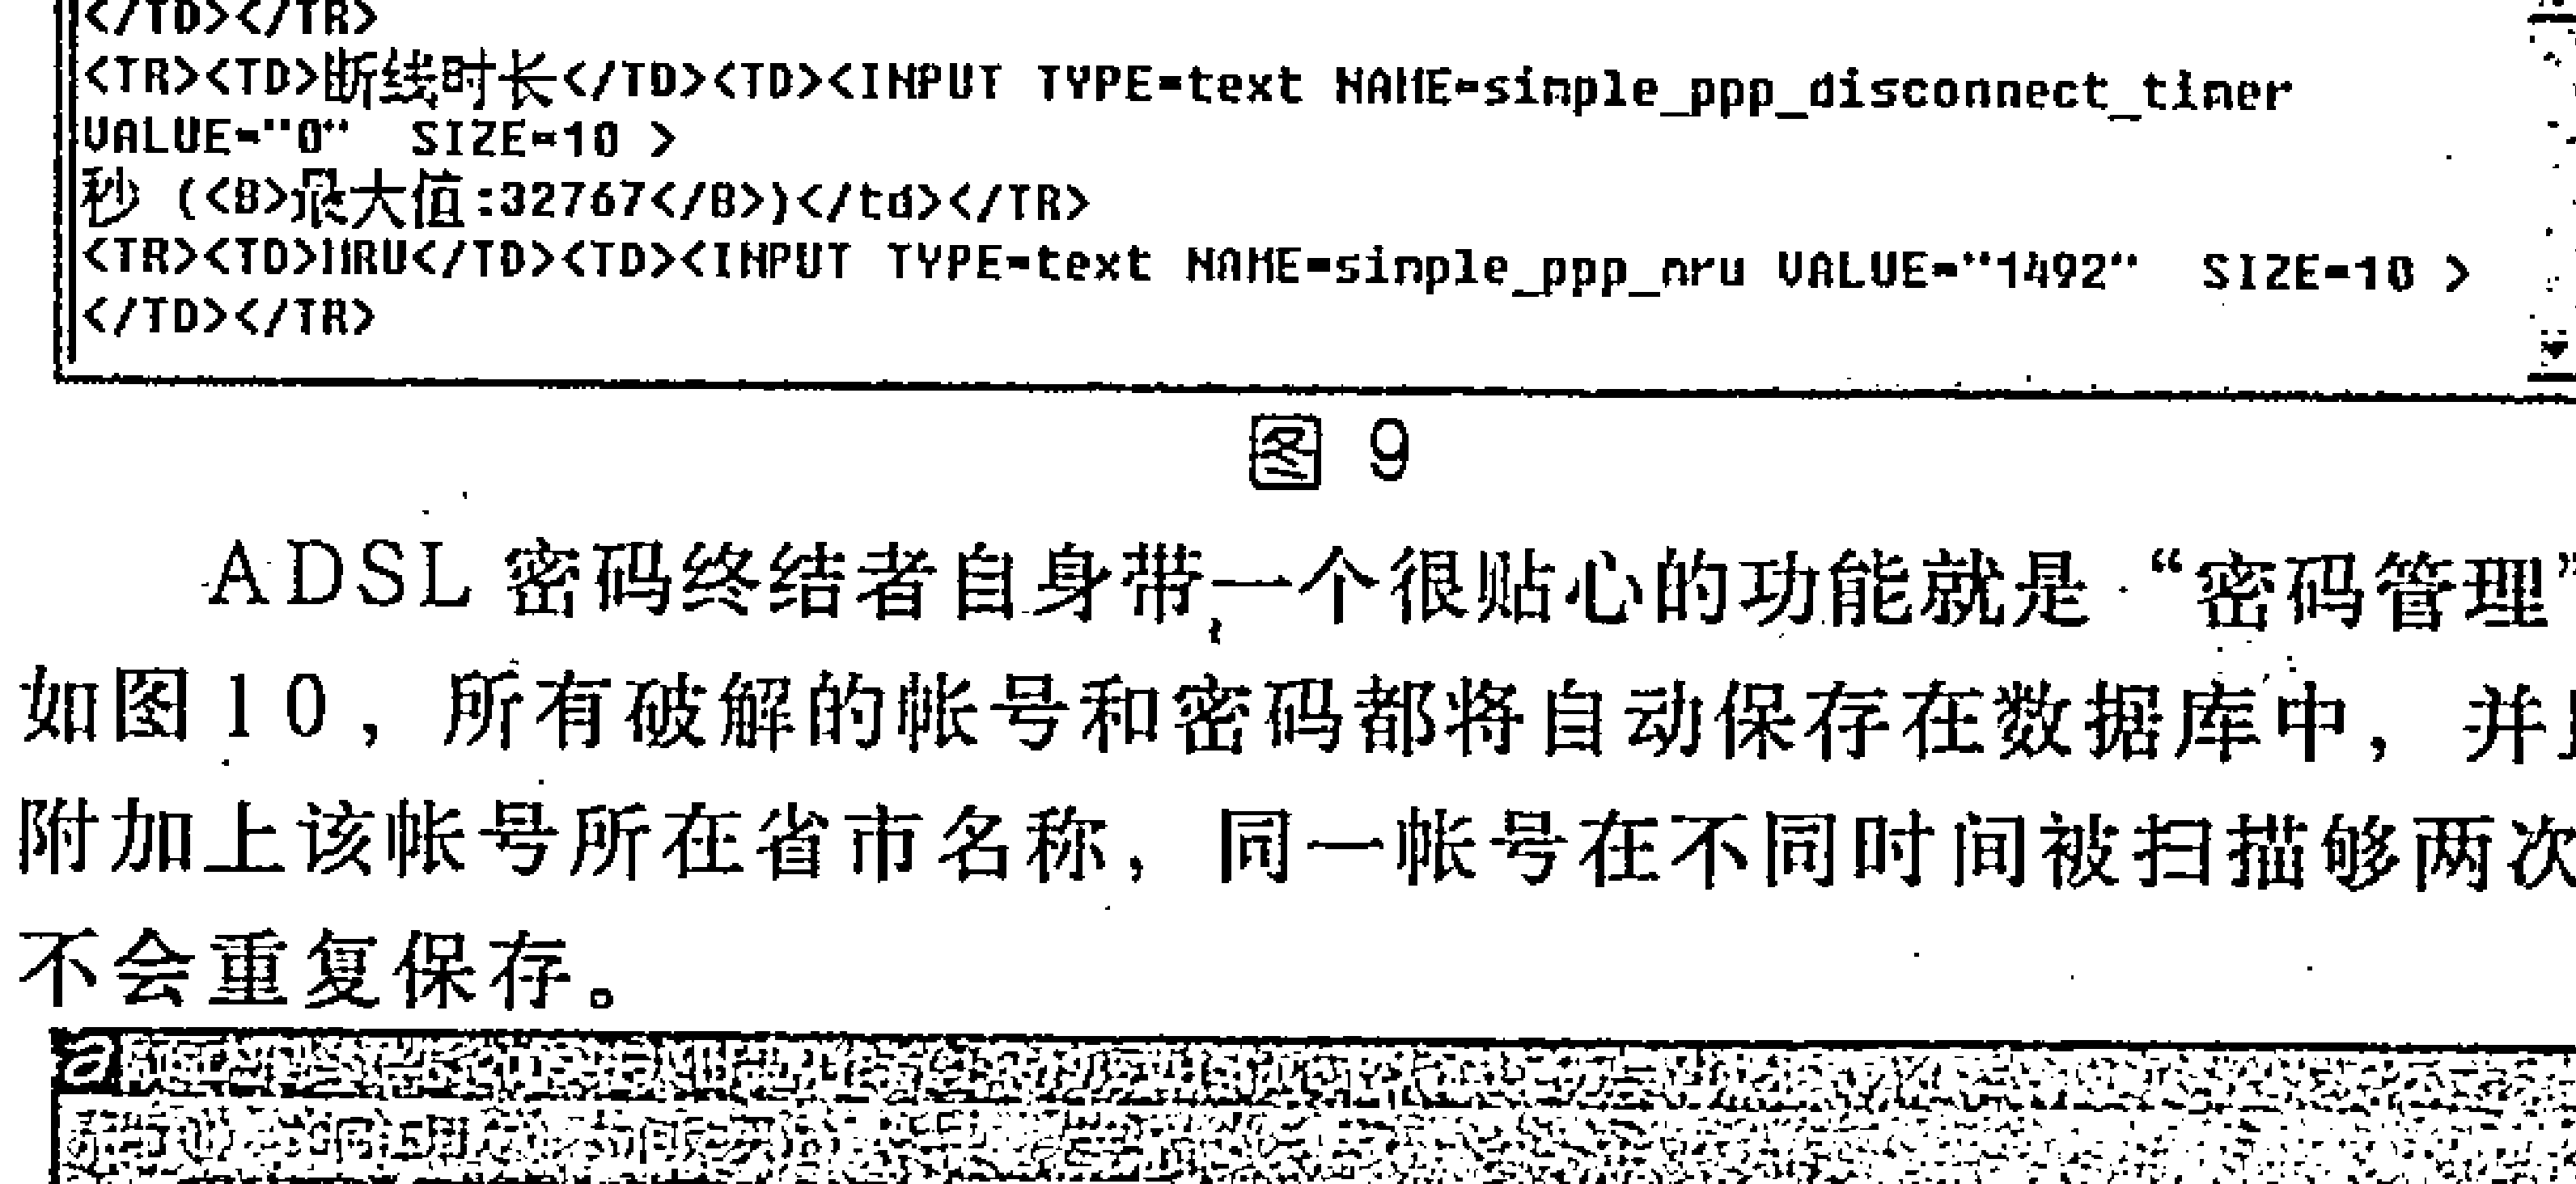 </TD></TR>
<TR><TD>断线时长</TD><TD><INPUT TYPE=text NAME=simple_ppp_disconnect_timer
VALUE="0"  SIZE=10 >
秒 (<B>最大值:32767</B>)</td></TR>
<TR><TD>MRU</TD><TD><INPUT TYPE=text NAME=simple_ppp_mru VALUE="1492"  SIZE=10 >
</TD></TR>
图 9
ADSL 密码终结者自身带一个很贴心的功能就是“密码管理”
如图10，所有破解的帐号和密码都将自动保存在数据库中，并且
附加上该帐号所在省市名称，同一帐号在不同时间被扫描够两次
不会重复保存。